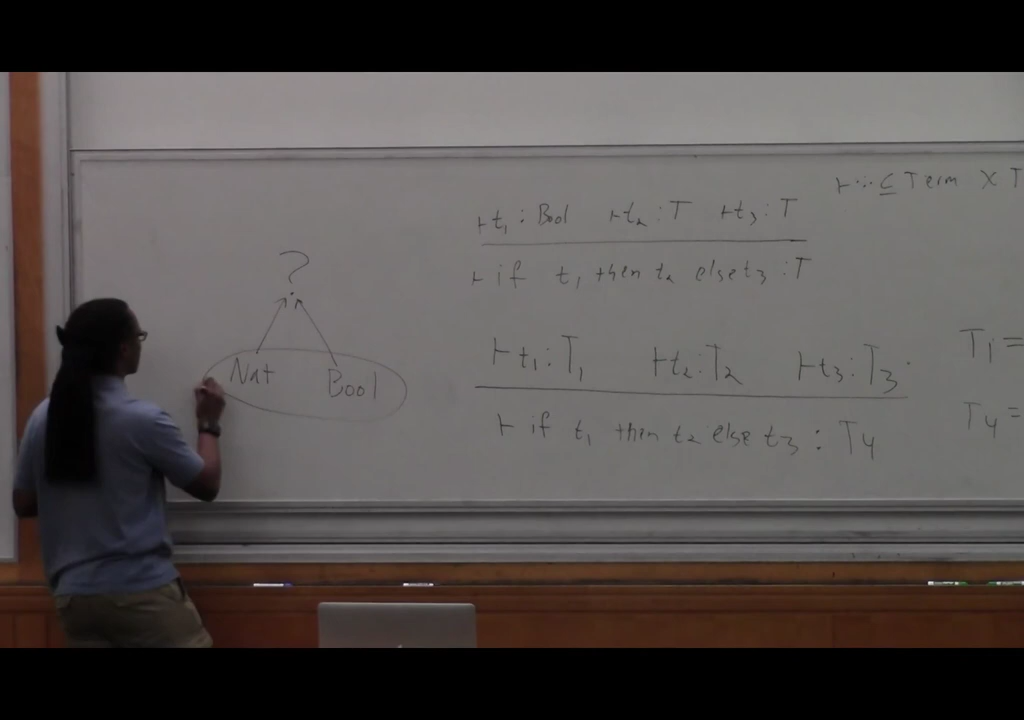 ?
Nat Bool
⊢ t₁ : Bool ⊢ t₂ : T ⊢ t₃ : T
⊢ if t₁ then t₂ else t₃ : T
⊢ t₁ : T₁ ⊢ t₂ : T₂ ⊢ t₃ : T₃
⊢ if t₁ then t₂ else t₃ : T₄
⊢ ·:· ⊆ Term × T
T₁ =
T₄ =